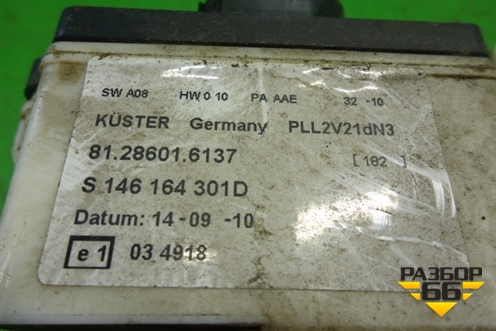 SW A08 HW 0 10 PA AAE 32 -10
KÜSTER Germany PLL2V21dN3
81.28601.6137 [ 182 ]
S 146 164 301D
Datum: 14 -09 -10
e 1 03 4918
РАЗБОР
66